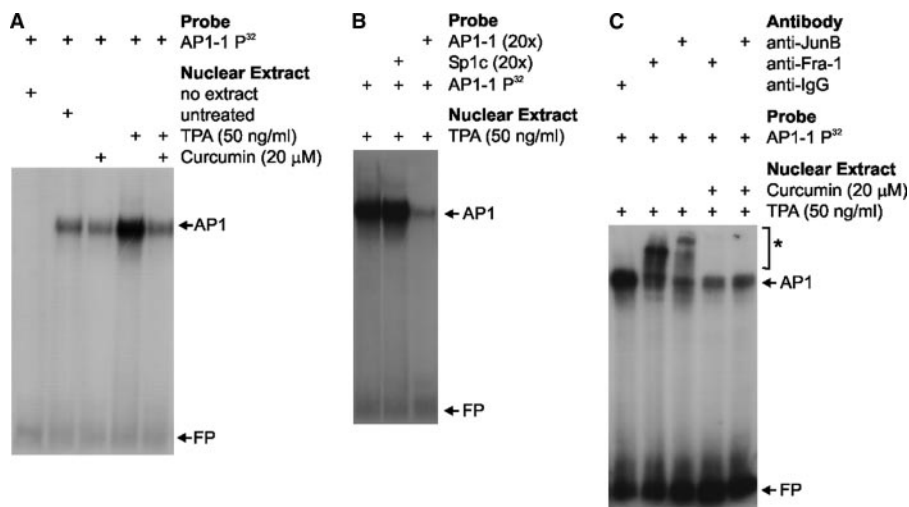 A
Probe
+ + + + + AP1-1 P32
Nuclear Extract
+ no extract
+ untreated
+ + TPA (50 ng/ml)
+ + Curcumin (20 μM)
AP1
FP
B
Probe
+ AP1-1 (20x)
+ Sp1c (20x)
+ + + AP1-1 P32
Nuclear Extract
+ + + TPA (50 ng/ml)
AP1
FP
C
Antibody
+ + anti-JunB
+ + anti-Fra-1
+ anti-IgG
Probe
+ + + + + AP1-1 P32
Nuclear Extract
+ + Curcumin (20 μM)
+ + + + + TPA (50 ng/ml)
*
AP1
FP